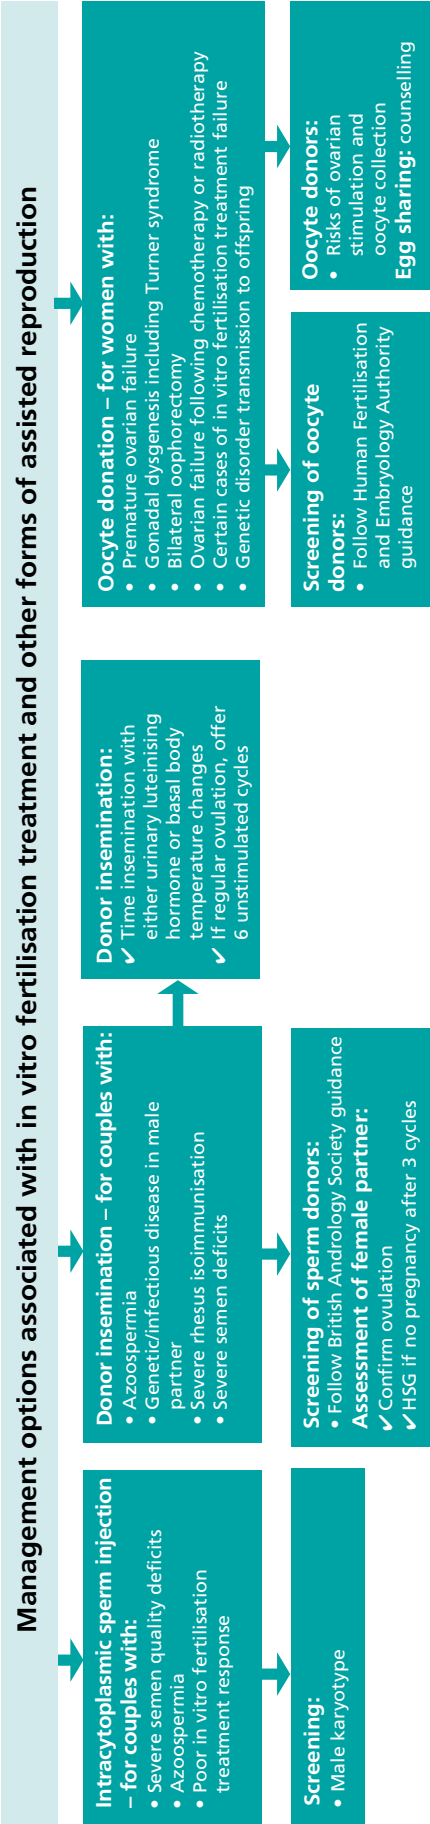 Management options associated with in vitro fertilisation treatment and other forms of assisted reproduction
Intracytoplasmic sperm injection
– for couples with:
• Severe semen quality deficits
• Azoospermia
• Poor in vitro fertilisation
treatment response
Screening:
• Male karyotype
Donor insemination – for couples with:
• Azoospermia
• Genetic/infectious disease in male
partner
• Severe rhesus isoimmunisation
• Severe semen deficits
Screening of sperm donors:
• Follow British Andrology Society guidance
Assessment of female partner:
✔ Confirm ovulation
✔ HSG if no pregnancy after 3 cycles
Donor insemination:
✔ Time insemination with
either urinary luteinising
hormone or basal body
temperature changes
✔ If regular ovulation, offer
6 unstimulated cycles
Oocyte donation – for women with:
• Premature ovarian failure
• Gonadal dysgenesis including Turner syndrome
• Bilateral oophorectomy
• Ovarian failure following chemotherapy or radiotherapy
• Certain cases of in vitro fertilisation treatment failure
• Genetic disorder transmission to offspring
Screening of oocyte
donors:
• Follow Human Fertilisation
and Embryology Authority
guidance
Oocyte donors:
• Risks of ovarian
stimulation and
oocyte collection
Egg sharing: counselling